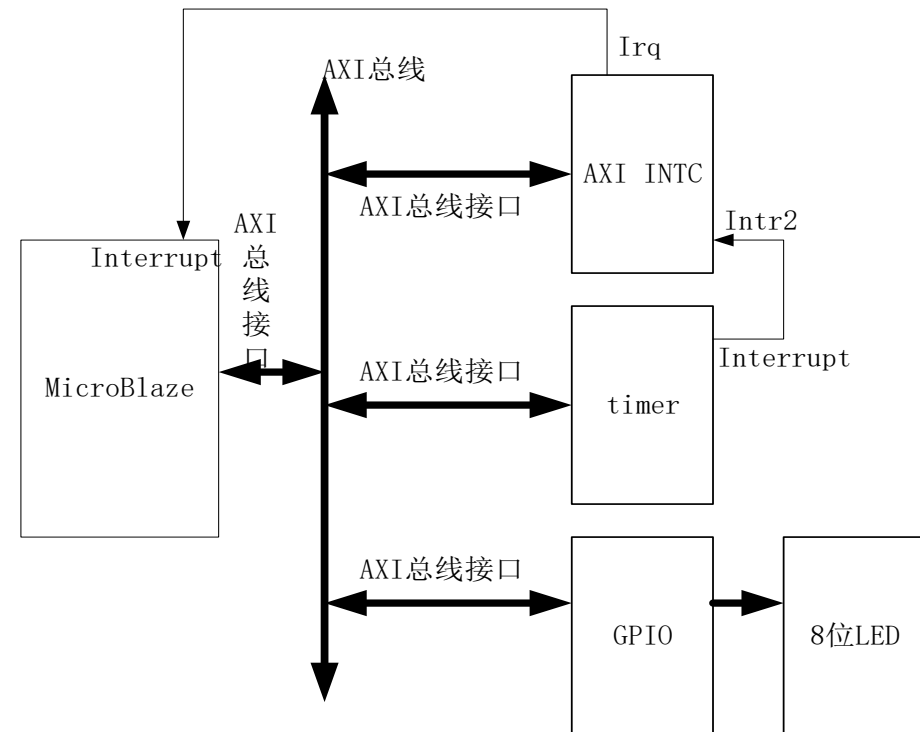 Irq
AXI总线
AXI INTC
AXI总线接口
AXI
总
线
接
口
Intr2
Interrupt
MicroBlaze
AXI总线接口
Interrupt
timer
AXI总线接口
GPIO
8位LED